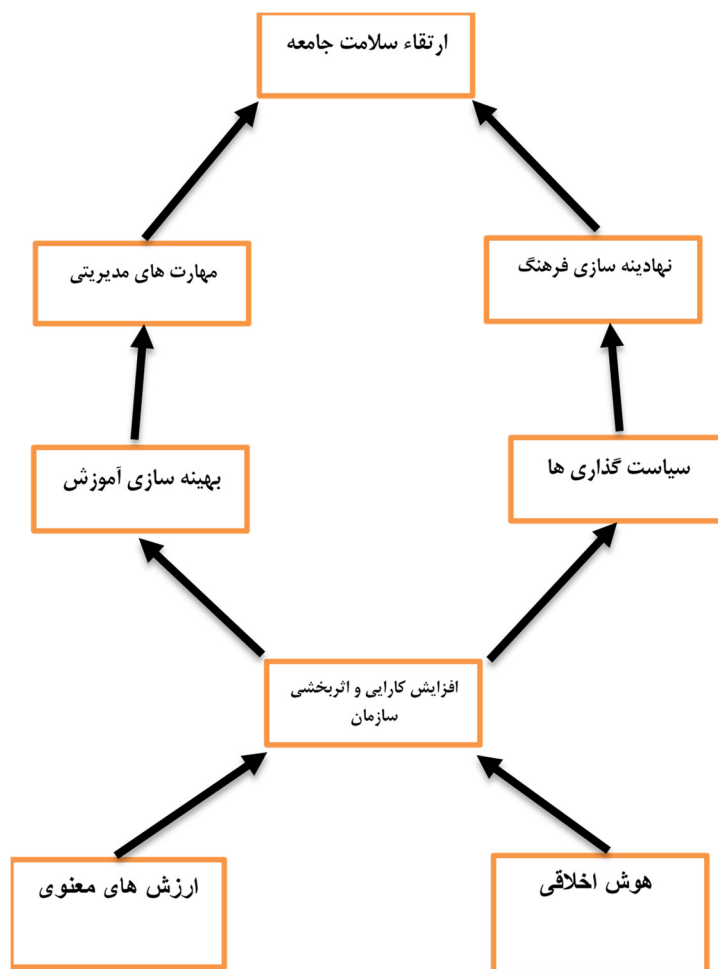 ارتقاء سلامت جامعه
نهادینه سازی فرهنگ
مهارت های مدیریتی
سیاست گذاری ها
بهینه سازی آموزش
افزایش کارایی و اثربخشی
سازمان
هوش اخلاقی
ارزش های معنوی